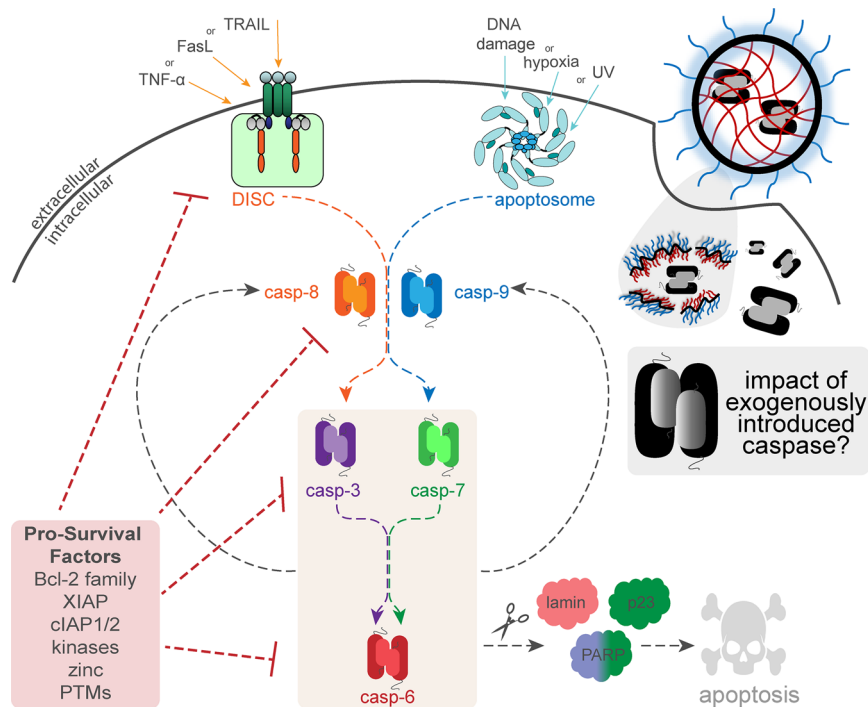 TRAIL
or
FasL
or
TNF-α
DNA
damage
or
hypoxia
or
UV
extracellular
intracellular
DISC
apoptosome
casp-8
casp-9
impact of
exogenously
introduced
caspase?
casp-3
casp-7
Pro-Survival
Factors
Bcl-2 family
XIAP
cIAP1/2
kinases
zinc
PTMs
lamin
p23
PARP
casp-6
apoptosis